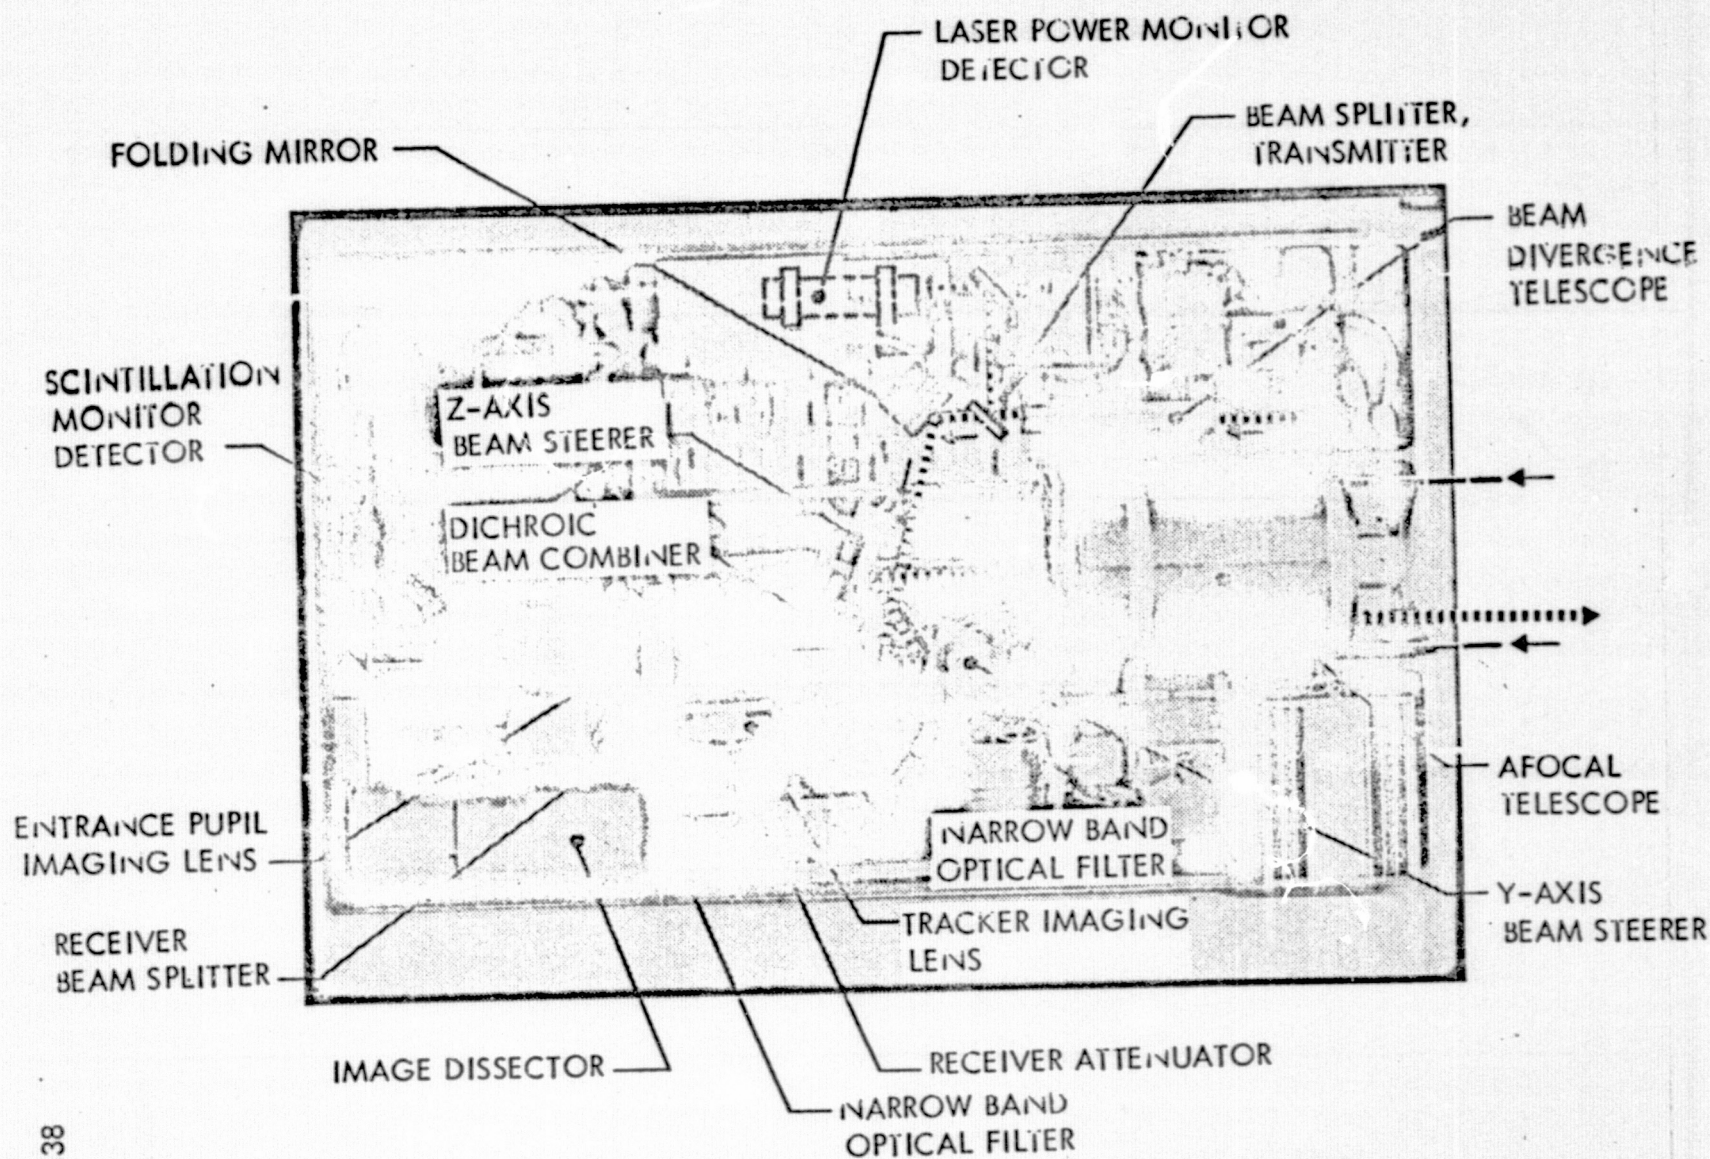 LASER POWER MONITOR
DETECTOR
BEAM SPLITTER,
TRANSMITTER
FOLDING MIRROR
BEAM
DIVERGENCE
TELESCOPE
SCINTILLATION
MONITOR
DETECTOR
Z-AXIS
BEAM STEERER
DICHROIC
BEAM COMBINER
AFOCAL
TELESCOPE
ENTRANCE PUPIL
IMAGING LENS
NARROW BAND
OPTICAL FILTER
Y-AXIS
BEAM STEERER
TRACKER IMAGING
LENS
RECEIVER
BEAM SPLITTER
IMAGE DISSECTOR
RECEIVER ATTENUATOR
NARROW BAND
OPTICAL FILTER
38